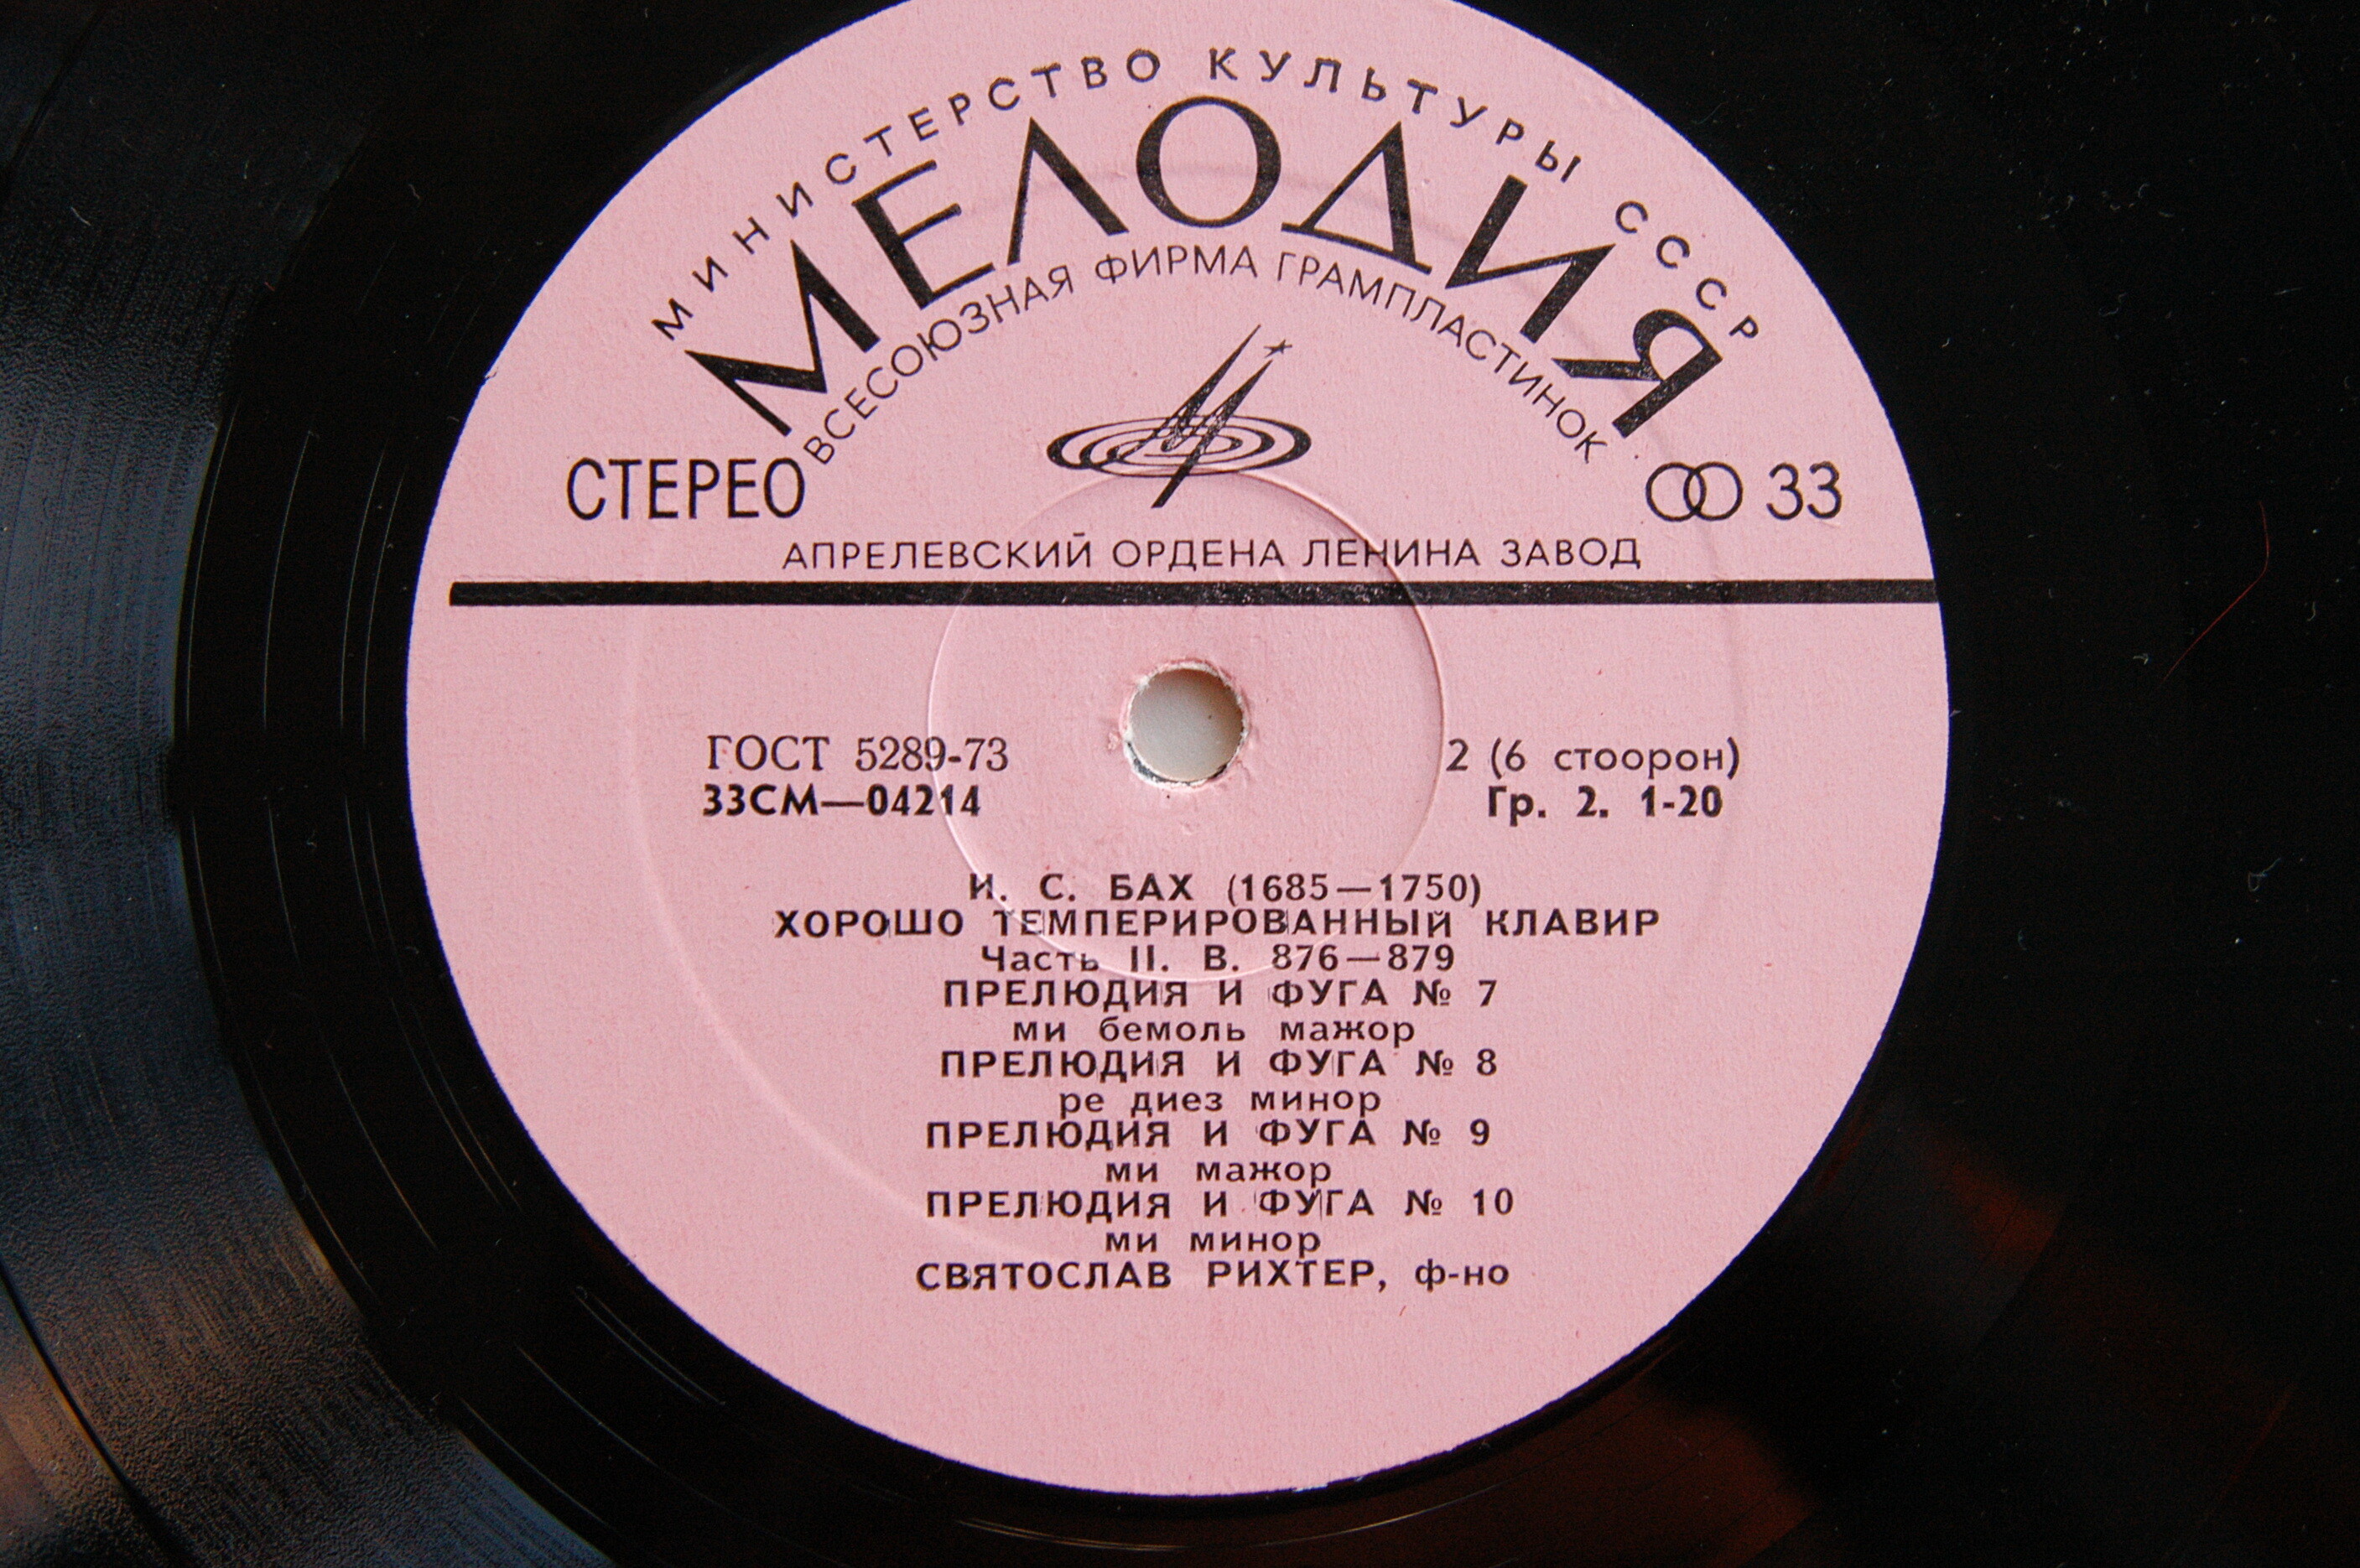 МИНИСТЕРСТВО КУЛЬТУРЫ СССР
МЕЛОДИЯ
ВСЕСОЮЗНАЯ ФИРМА ГРАМПЛАСТИНОК
СТЕРЕО 33
АПРЕЛЕВСКИЙ ОРДЕНА ЛЕНИНА ЗАВОД
ГОСТ 5289-73 2 (6 стоорон)
33СМ—04214 Гр. 2. 1-20
И. С. БАХ (1685—1750)
ХОРОШО ТЕМПЕРИРОВАННЫЙ КЛАВИР
Часть II. В. 876—879
ПРЕЛЮДИЯ И ФУГА № 7
ми бемоль мажор
ПРЕЛЮДИЯ И ФУГА № 8
ре диез минор
ПРЕЛЮДИЯ И ФУГА № 9
ми мажор
ПРЕЛЮДИЯ И ФУГА № 10
ми минор
СВЯТОСЛАВ РИХТЕР, ф-но